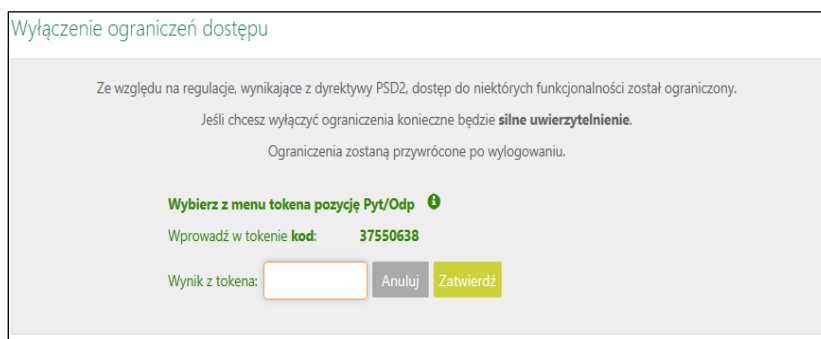 Wyłączenie ograniczeń dostępu
Ze względu na regulacje, wynikające z dyrektywy PSD2, dostęp do niektórych funkcjonalności został ograniczony.
Jeśli chcesz wyłączyć ograniczenia konieczne będzie silne uwierzytelnienie.
Ograniczenia zostaną przywrócone po wylogowaniu.
Wybierz z menu tokena pozycję Pyt/Odp
Wprowadź w tokenie kod: 37550638
Wynik z tokena: Anuluj Zatwierdź